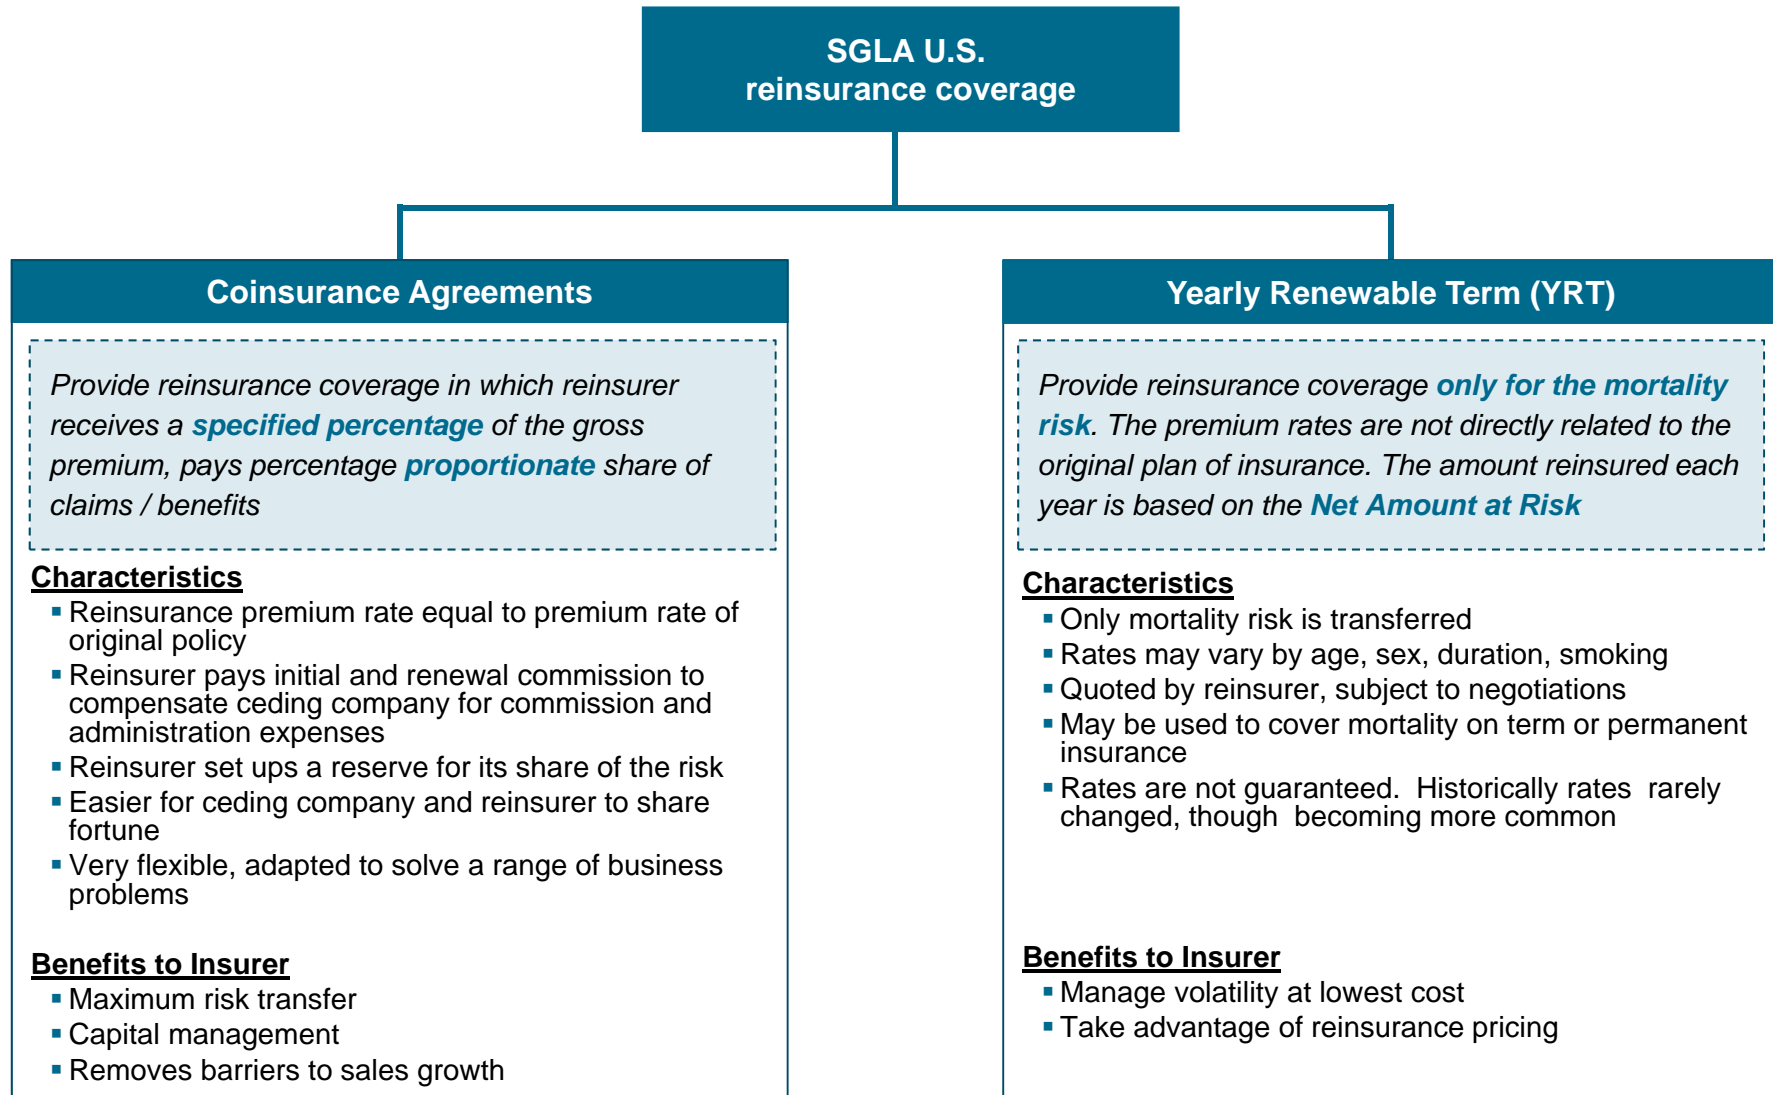 SGLA U.S.
reinsurance coverage
Coinsurance Agreements
Provide reinsurance coverage in which reinsurer
receives a specified percentage of the gross
premium, pays percentage proportionate share of
claims / benefits
Characteristics
▪ Reinsurance premium rate equal to premium rate of
original policy
▪ Reinsurer pays initial and renewal commission to
compensate ceding company for commission and
administration expenses
▪ Reinsurer set ups a reserve for its share of the risk
▪ Easier for ceding company and reinsurer to share
fortune
▪ Very flexible, adapted to solve a range of business
problems
Benefits to Insurer
▪ Maximum risk transfer
▪ Capital management
▪ Removes barriers to sales growth
Yearly Renewable Term (YRT)
Provide reinsurance coverage only for the mortality
risk. The premium rates are not directly related to the
original plan of insurance. The amount reinsured each
year is based on the Net Amount at Risk
Characteristics
▪ Only mortality risk is transferred
▪ Rates may vary by age, sex, duration, smoking
▪ Quoted by reinsurer, subject to negotiations
▪ May be used to cover mortality on term or permanent
insurance
▪ Rates are not guaranteed.  Historically rates  rarely
changed, though  becoming more common
Benefits to Insurer
▪ Manage volatility at lowest cost
▪ Take advantage of reinsurance pricing